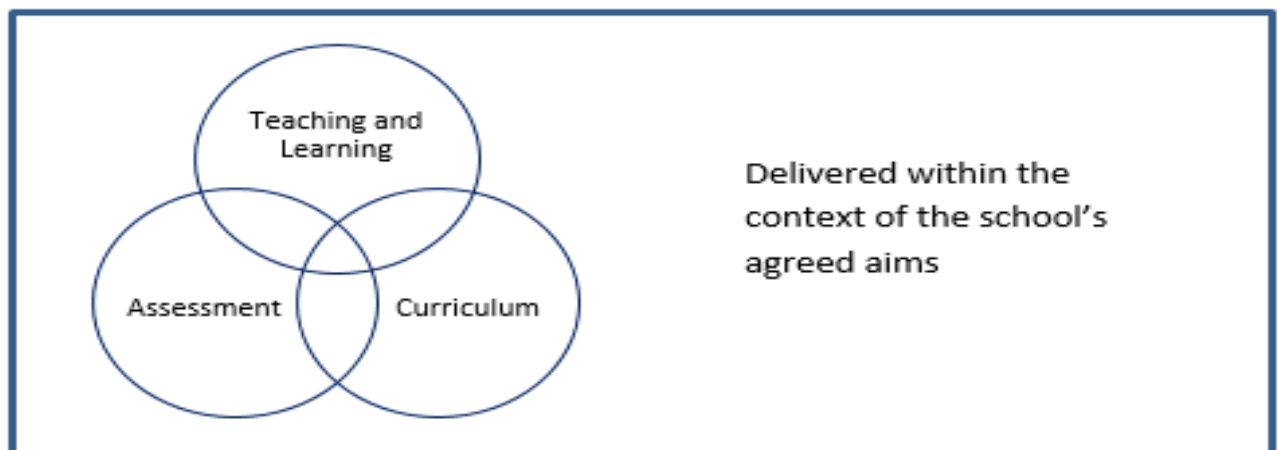 Teaching and
Learning
Assessment
Curriculum
Delivered within the
context of the school’s
agreed aims